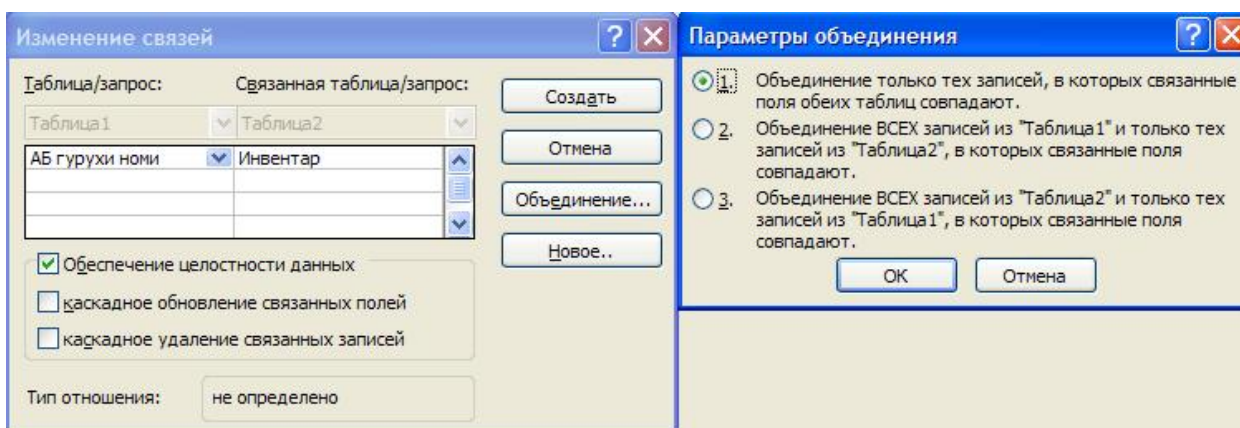 Изменение связей
Таблица/запрос: Связанная таблица/запрос:
Таблица1 Таблица2
АБ гурухи номи Инвентар
Обеспечение целостности данных
каскадное обновление связанных полей
каскадное удаление связанных записей
Тип отношения: не определено
Создать
Отмена
Объединение...
Новое..
Параметры объединения
1. Объединение только тех записей, в которых связанные
поля обеих таблиц совпадают.
2. Объединение ВСЕХ записей из "Таблица1" и только тех
записей из "Таблица2", в которых связанные поля
совпадают.
3. Объединение ВСЕХ записей из "Таблица2" и только тех
записей из "Таблица1", в которых связанные поля
совпадают.
ОК Отмена